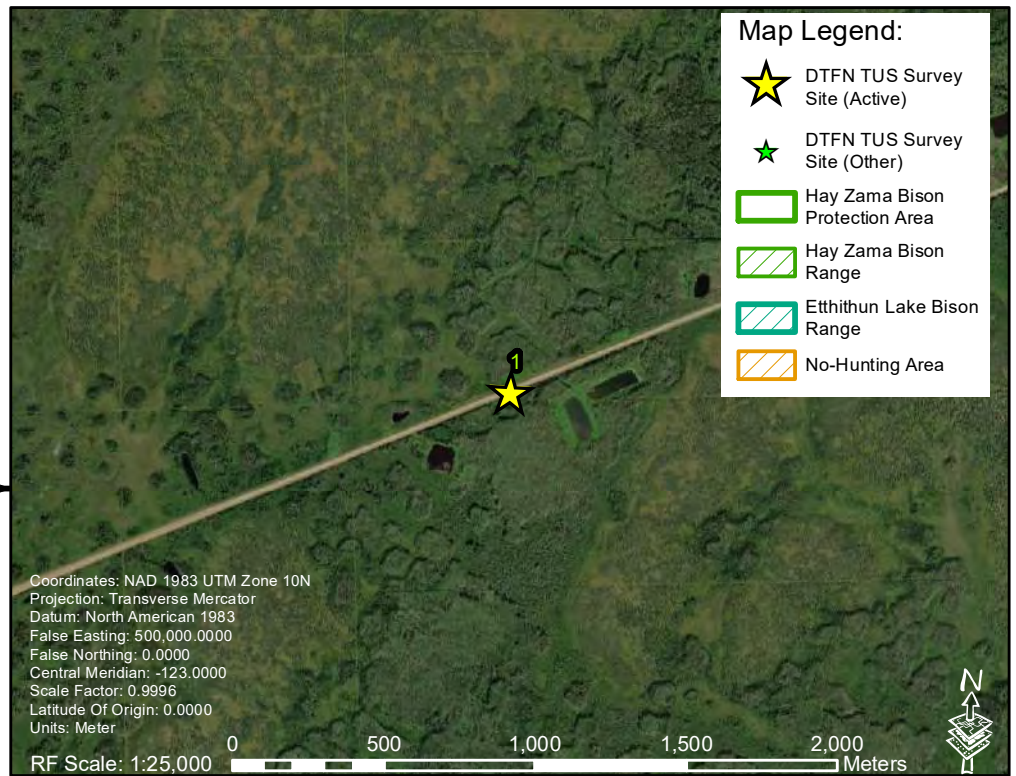 Map Legend:
DTFN TUS Survey
Site (Active)
DTFN TUS Survey
Site (Other)
Hay Zama Bison
Protection Area
Hay Zama Bison
Range
Etthithun Lake Bison
Range
No-Hunting Area
1
Coordinates: NAD 1983 UTM Zone 10N
Projection: Transverse Mercator
Datum: North American 1983
False Easting: 500,000.0000
False Northing: 0.0000
Central Meridian: -123.0000
Scale Factor: 0.9996
Latitude Of Origin: 0.0000
Units: Meter
RF Scale: 1:25,000
0 500 1,000 1,500 2,000
Meters
N